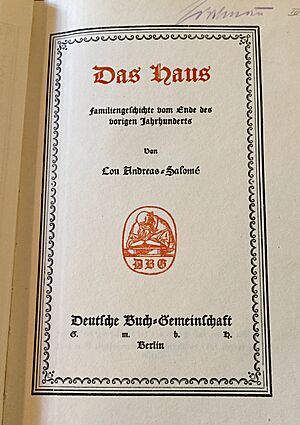 Das Haus
Familiengeschichte vom Ende des
vorigen Jahrhunderts
Von
Lou Andreas-Salomé
DBG
Deutsche Buch-Gemeinschaft
G. m. b. H.
Berlin